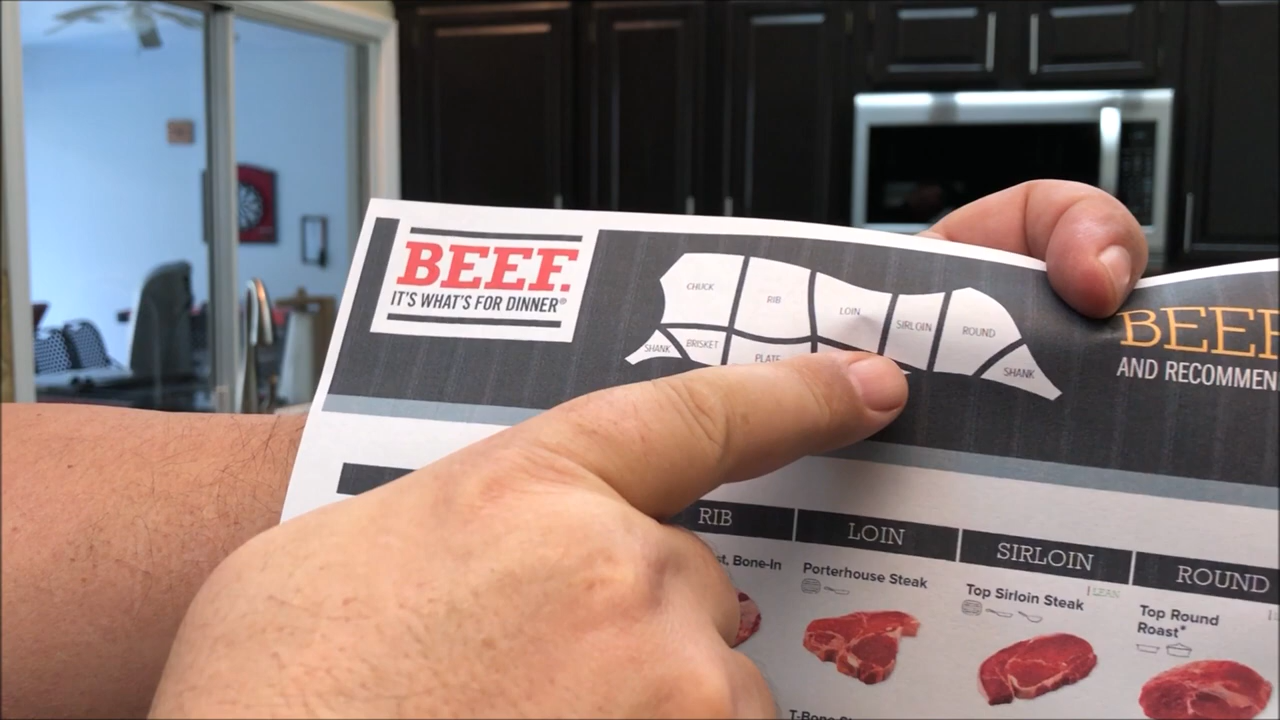 BEEF.
IT'S WHAT'S FOR DINNER®
CHUCK
RIB
LOIN
SIRLOIN
ROUND
SHANK
BRISKET
PLATE
SHANK
AND RECOMMEN
RIB
LOIN
SIRLOIN
ROUND
Bone-In
Porterhouse Steak
Top Sirloin Steak
LEAN
Top Round
Roast*
T-Bone